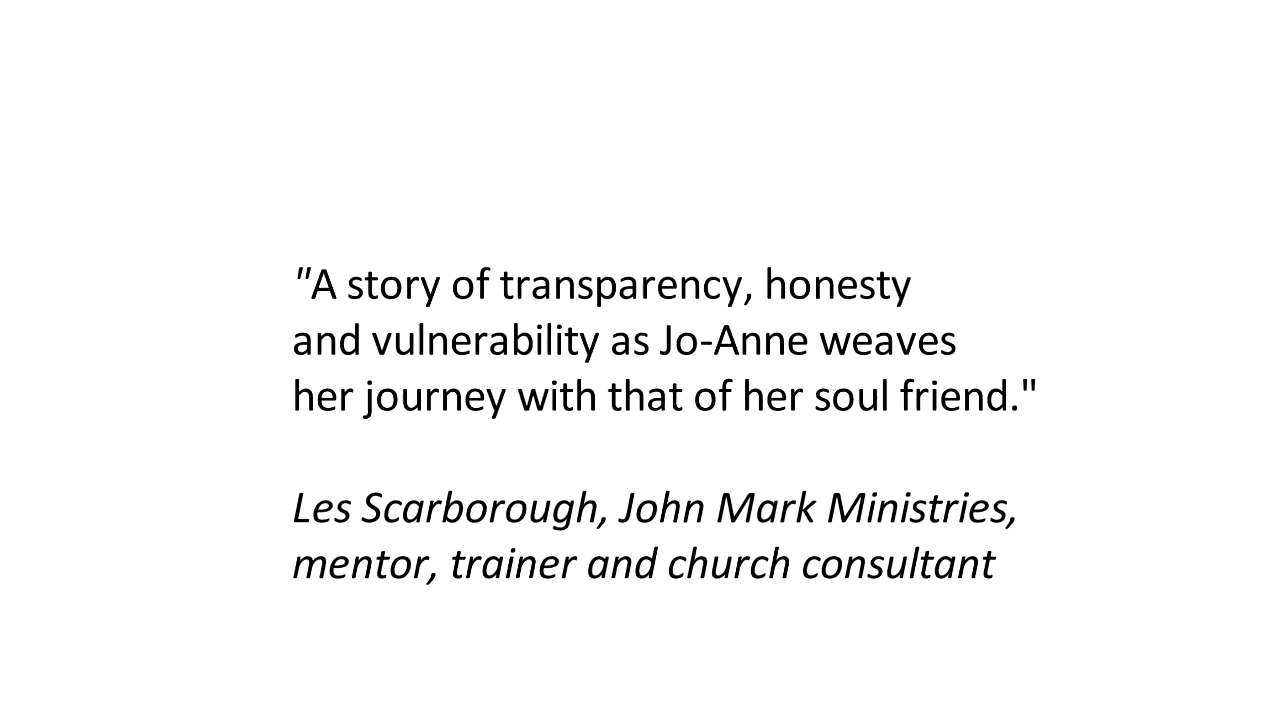 "A story of transparency, honesty
and vulnerability as Jo-Anne weaves
her journey with that of her soul friend."
Les Scarborough, John Mark Ministries,
mentor, trainer and church consultant